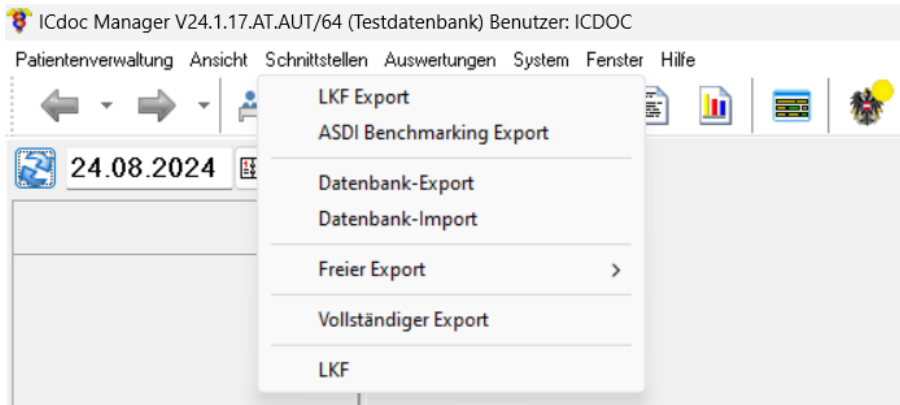 ICdoc Manager V24.1.17.AT.AUT/64 (Testdatenbank) Benutzer: ICDOC
Patientenverwaltung Ansicht Schnittstellen Auswertungen System Fenster Hilfe
LKF Export
ASDI Benchmarking Export
24.08.2024
Datenbank-Export
Datenbank-Import
Freier Export
Vollständiger Export
LKF